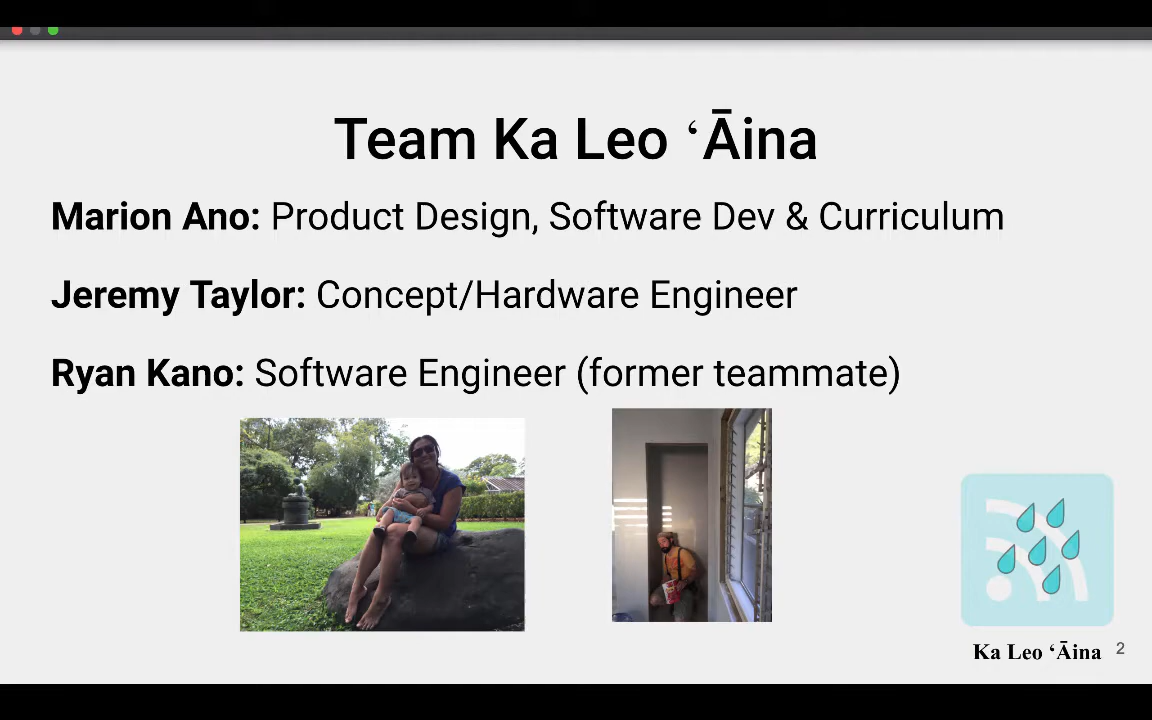 Team Ka Leo ʻĀina
Marion Ano: Product Design, Software Dev & Curriculum
Jeremy Taylor: Concept/Hardware Engineer
Ryan Kano: Software Engineer (former teammate)
Ka Leo ʻĀina 2